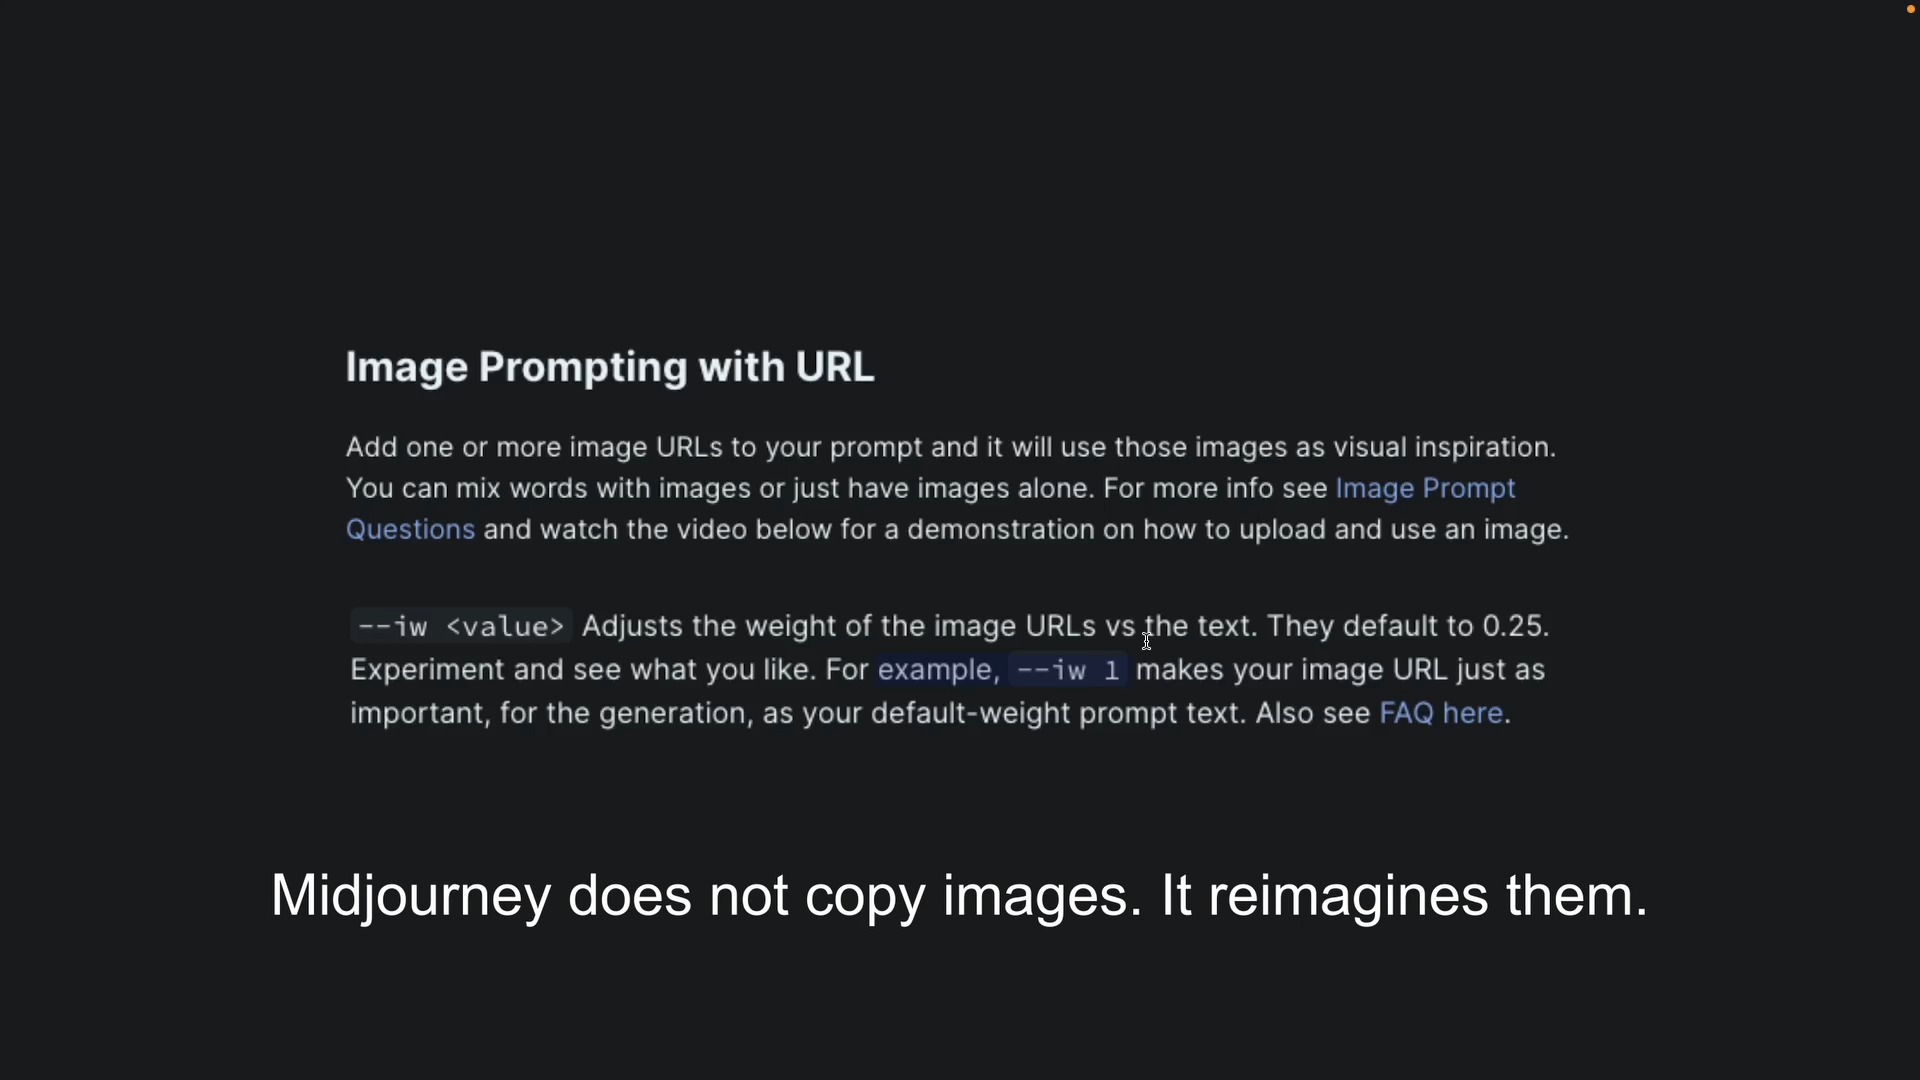 Image Prompting with URL
Add one or more image URLs to your prompt and it will use those images as visual inspiration.
You can mix words with images or just have images alone. For more info see Image Prompt
Questions and watch the video below for a demonstration on how to upload and use an image.
--iw <value> Adjusts the weight of the image URLs vs the text. They default to 0.25.
Experiment and see what you like. For example, --iw 1 makes your image URL just as
important, for the generation, as your default-weight prompt text. Also see FAQ here.
Midjourney does not copy images. It reimagines them.